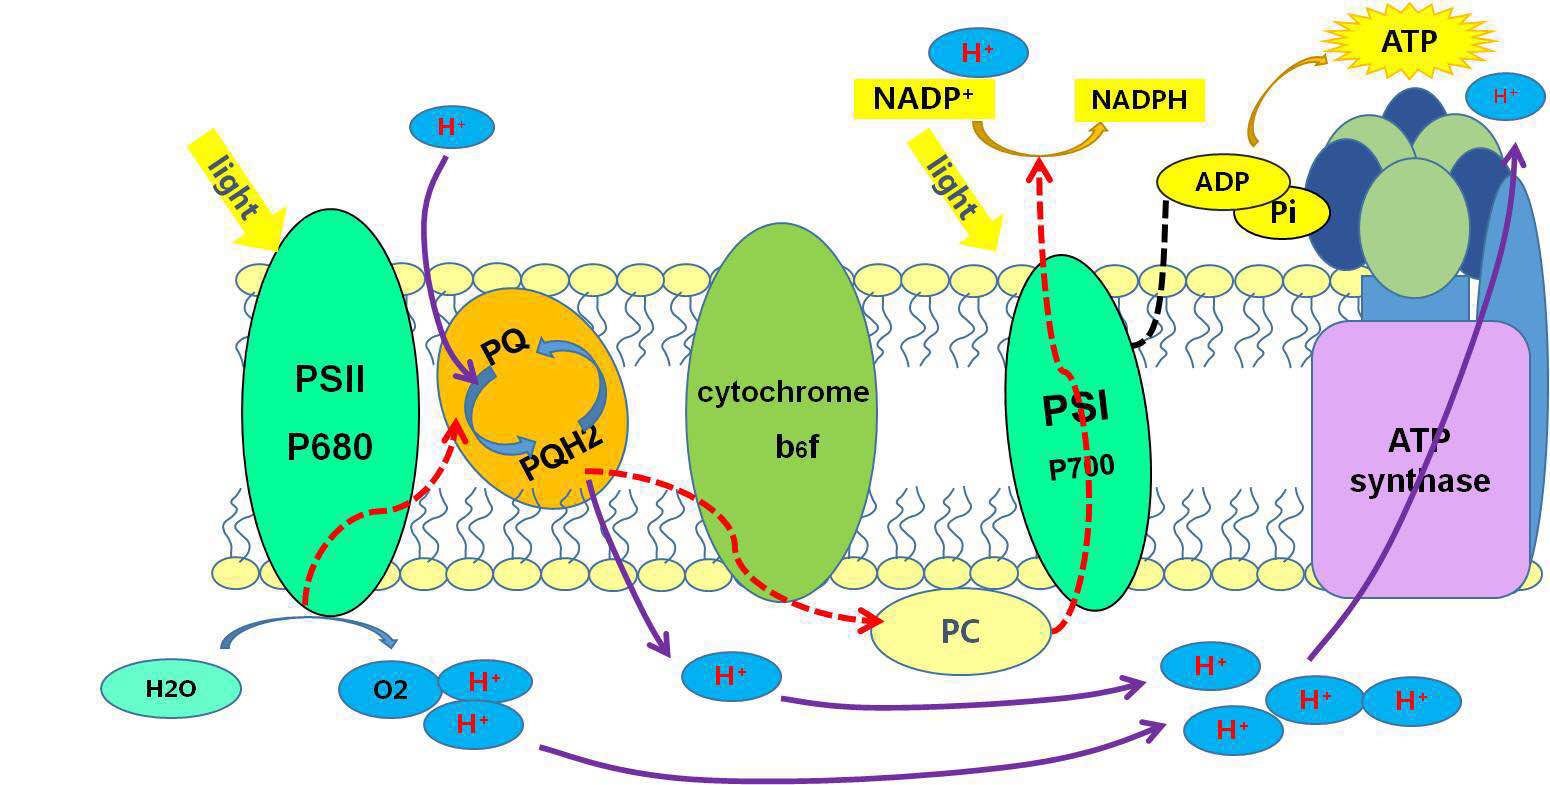 ATP
H⁺
H⁺
NADP⁺
NADPH
H⁺
light
light
ADP
Pi
PQ
PSII
P680
PQH2
cytochrome
b₆f
PSI
P700
ATP
synthase
PC
H2O
O2
H⁺
H⁺
H⁺
H⁺
H⁺
H⁺
H⁺